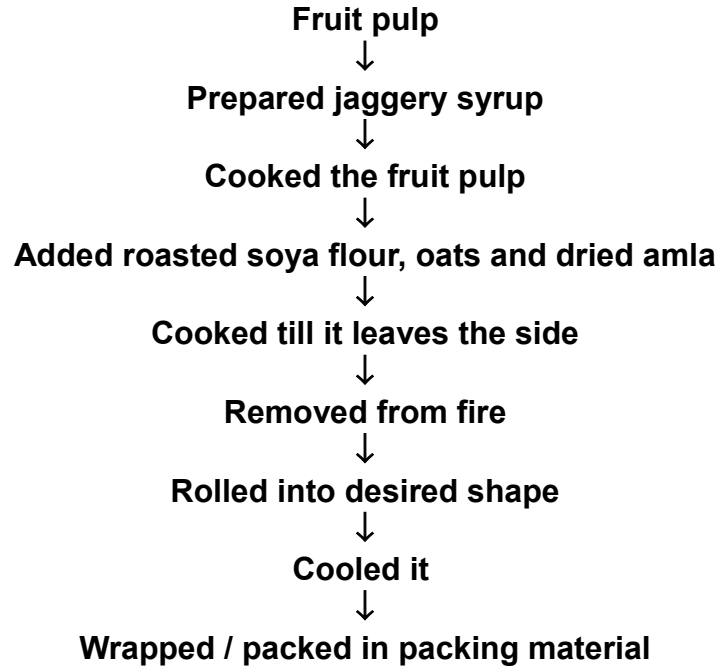 Fruit pulp
↓
Prepared jaggery syrup
↓
Cooked the fruit pulp
↓
Added roasted soya flour, oats and dried amla
↓
Cooked till it leaves the side
↓
Removed from fire
↓
Rolled into desired shape
↓
Cooled it
↓
Wrapped / packed in packing material